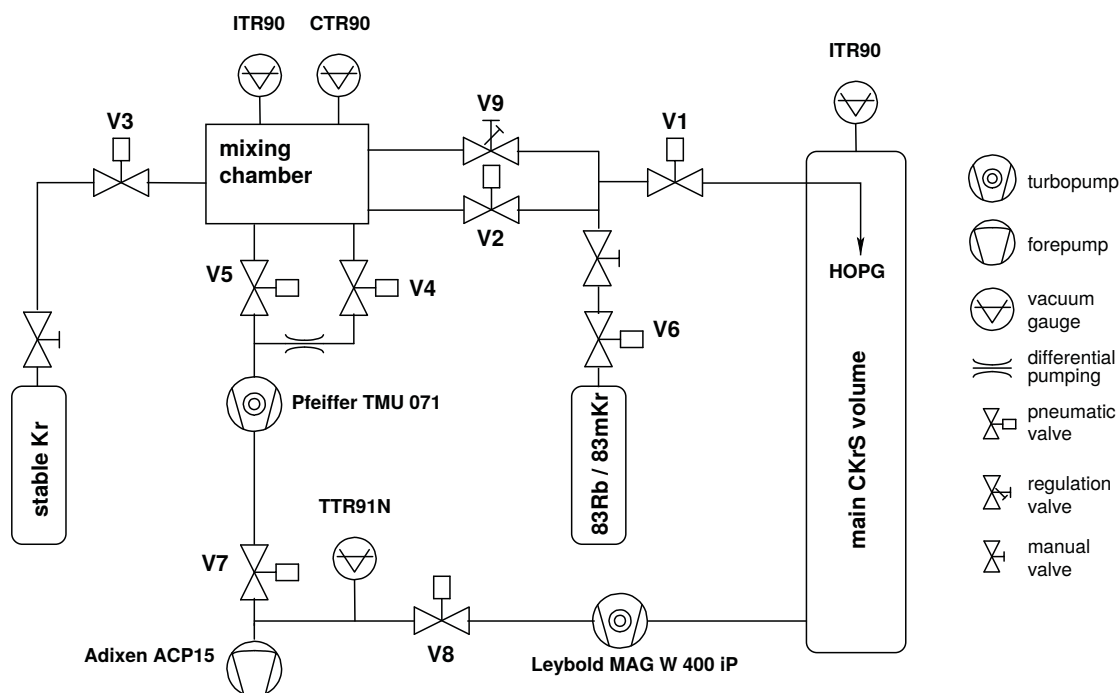 ITR90
CTR90
ITR90
V3
V9
V1
mixing
chamber
V2
V5
V4
V6
HOPG
Pfeiffer TMU 071
stable Kr
83Rb / 83mKr
main CKrS volume
TTR91N
V7
V8
Adixen ACP15
Leybold MAG W 400 iP
turbopump
forepump
vacuum
gauge
differential
pumping
pneumatic
valve
regulation
valve
manual
valve